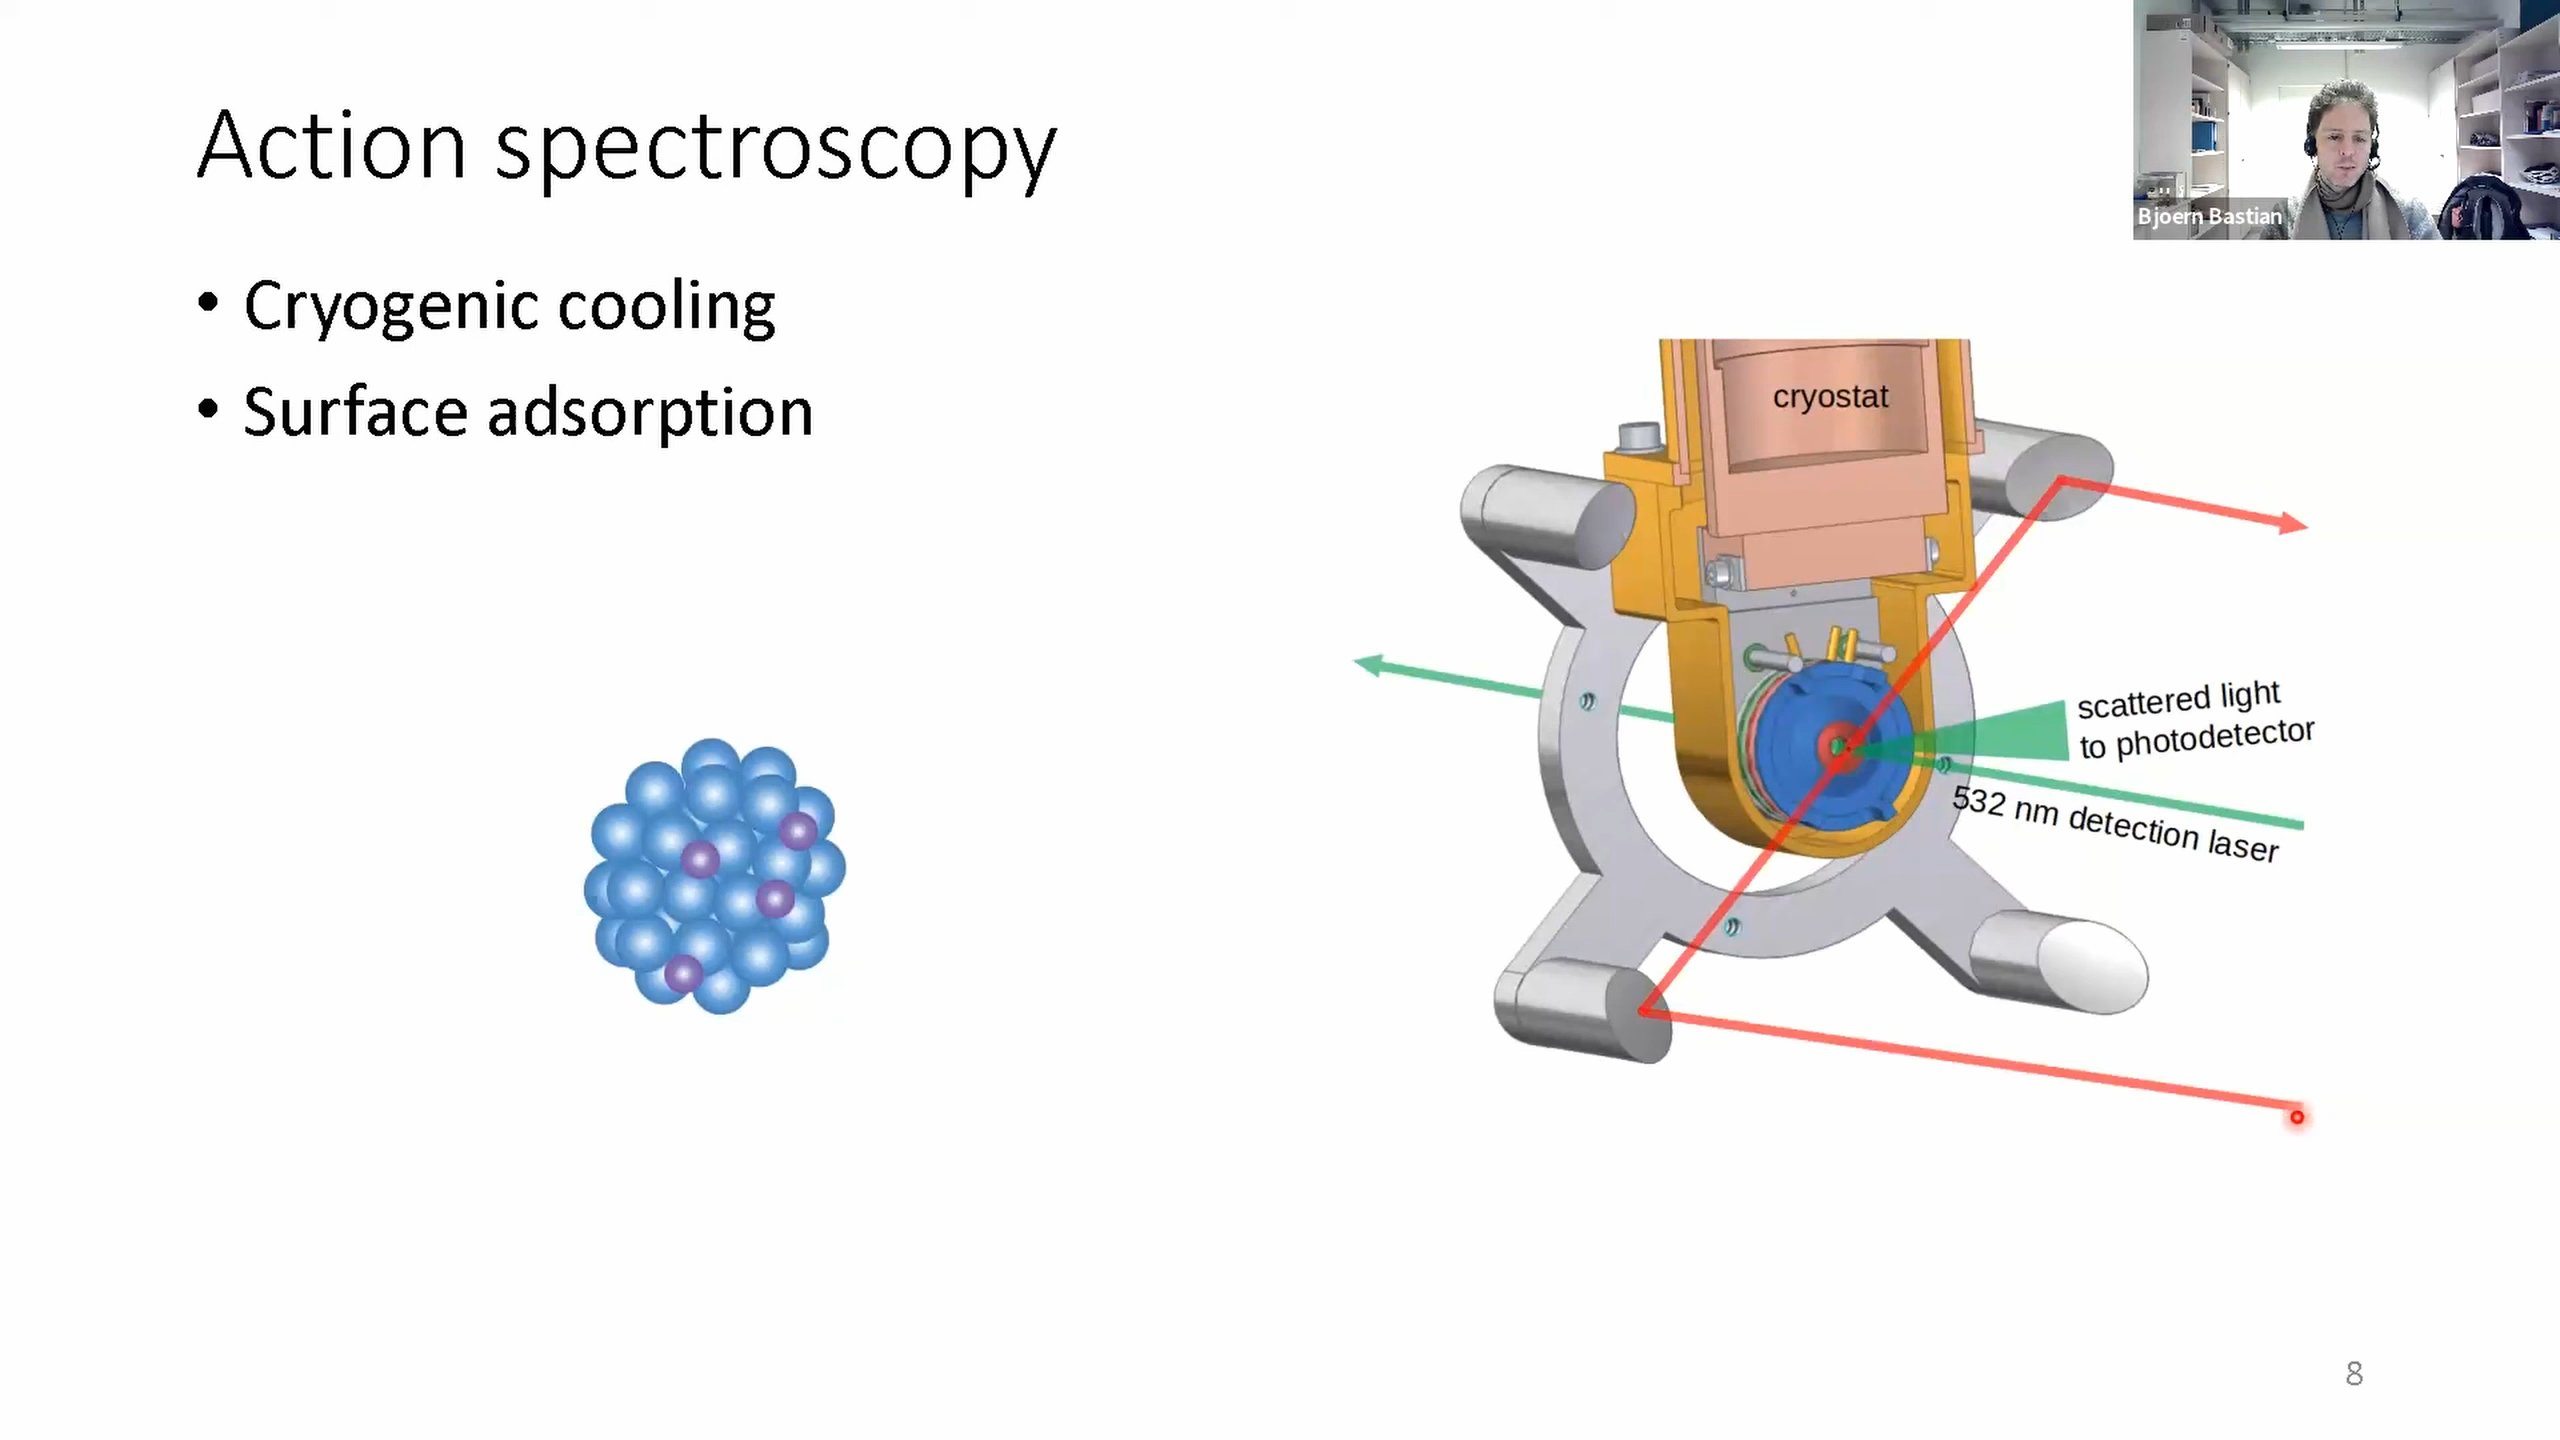 Action spectroscopy
Bjoern Bastian
• Cryogenic cooling
• Surface adsorption
cryostat
scattered light
to photodetector
532 nm detection laser
8